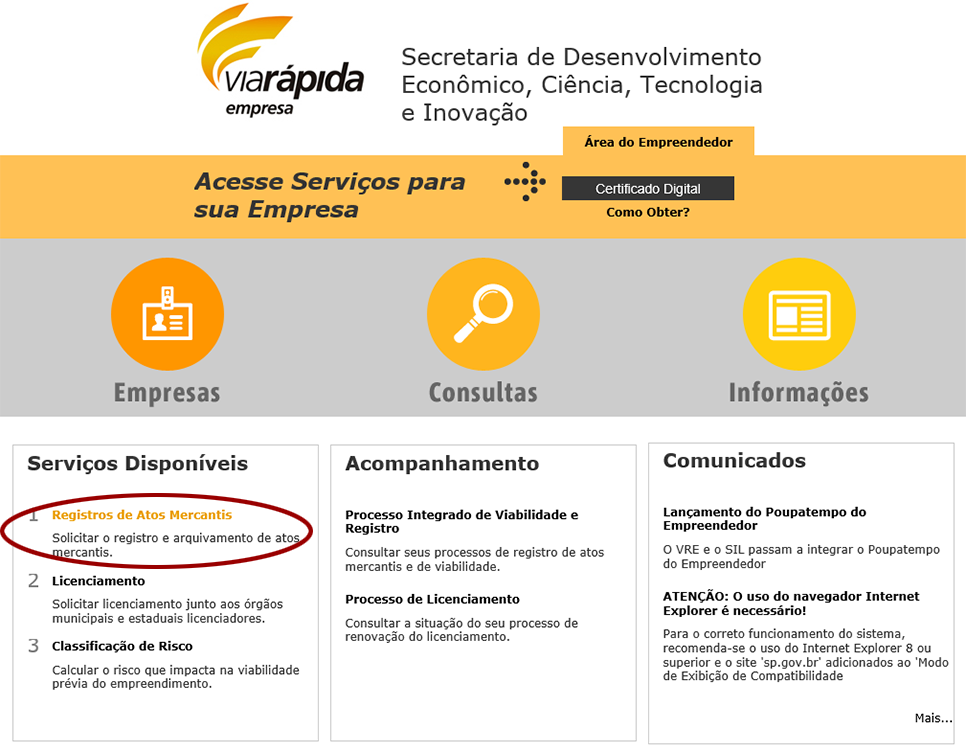 viarápida
empresa
Secretaria de Desenvolvimento
Econômico, Ciência, Tecnologia
e Inovação
Área do Empreendedor
Acesse Serviços para
sua Empresa
Certificado Digital
Como Obter?
Empresas
Consultas
Informações
Serviços Disponíveis
1 Registros de Atos Mercantis
Solicitar o registro e arquivamento de atos
mercantis.
2 Licenciamento
Solicitar licenciamento junto aos órgãos
municipais e estaduais licenciadores.
3 Classificação de Risco
Calcular o risco que impacta na viabilidade
prévia do empreendimento.
Acompanhamento
Processo Integrado de Viabilidade e
Registro
Consultar seus processos de registro de atos
mercantis e de viabilidade.
Processo de Licenciamento
Consultar a situação do seu processo de
renovação do licenciamento.
Comunicados
Lançamento do Poupatempo do
Empreendedor
O VRE e o SIL passam a integrar o Poupatempo
do Empreendedor
ATENÇÃO: O uso do navegador Internet
Explorer é necessário!
Para o correto funcionamento do sistema,
recomenda-se o uso do Internet Explorer 8 ou
superior e o site 'sp.gov.br' adicionados ao 'Modo
de Exibição de Compatibilidade
Mais...